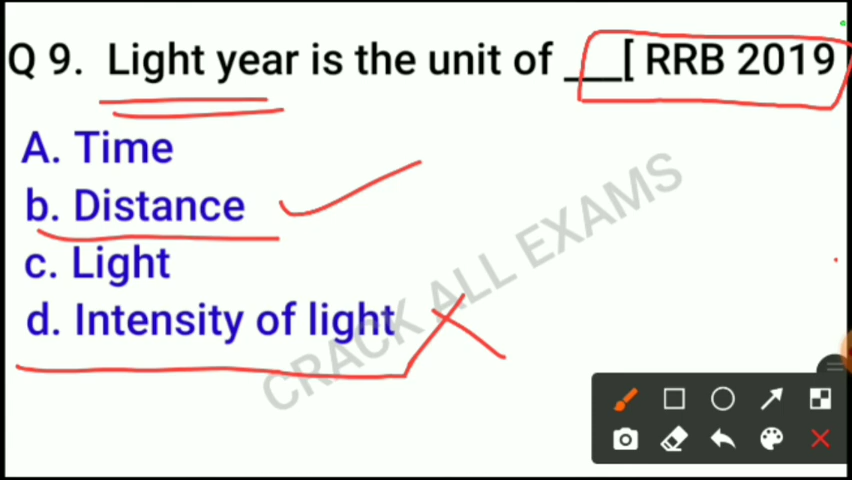 Q 9. Light year is the unit of ___[ RRB 2019
A. Time
b. Distance
c. Light
d. Intensity of light
CRACK ALL EXAMS